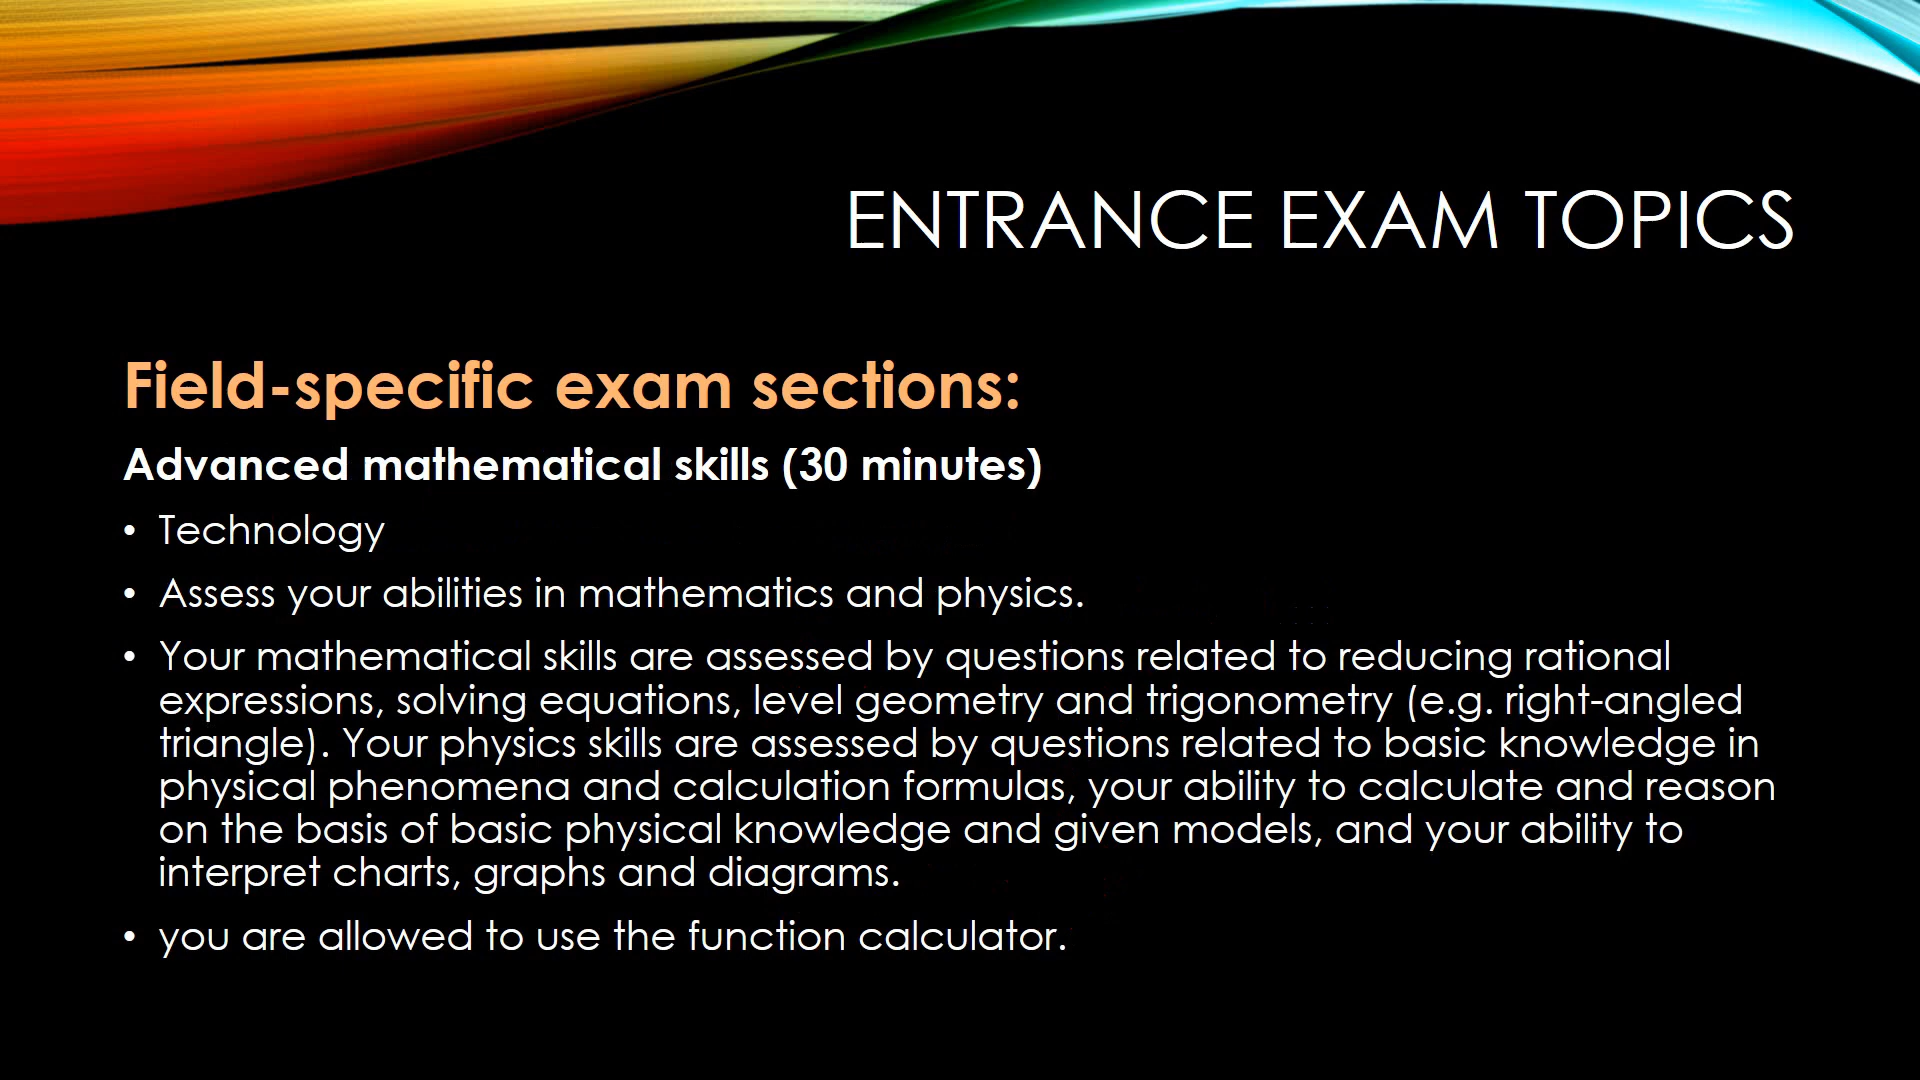 ENTRANCE EXAM TOPICS
Field-specific exam sections:
Advanced mathematical skills (30 minutes)
• Technology
• Assess your abilities in mathematics and physics.
• Your mathematical skills are assessed by questions related to reducing rational
expressions, solving equations, level geometry and trigonometry (e.g. right-angled
triangle). Your physics skills are assessed by questions related to basic knowledge in
physical phenomena and calculation formulas, your ability to calculate and reason
on the basis of basic physical knowledge and given models, and your ability to
interpret charts, graphs and diagrams.
• you are allowed to use the function calculator.